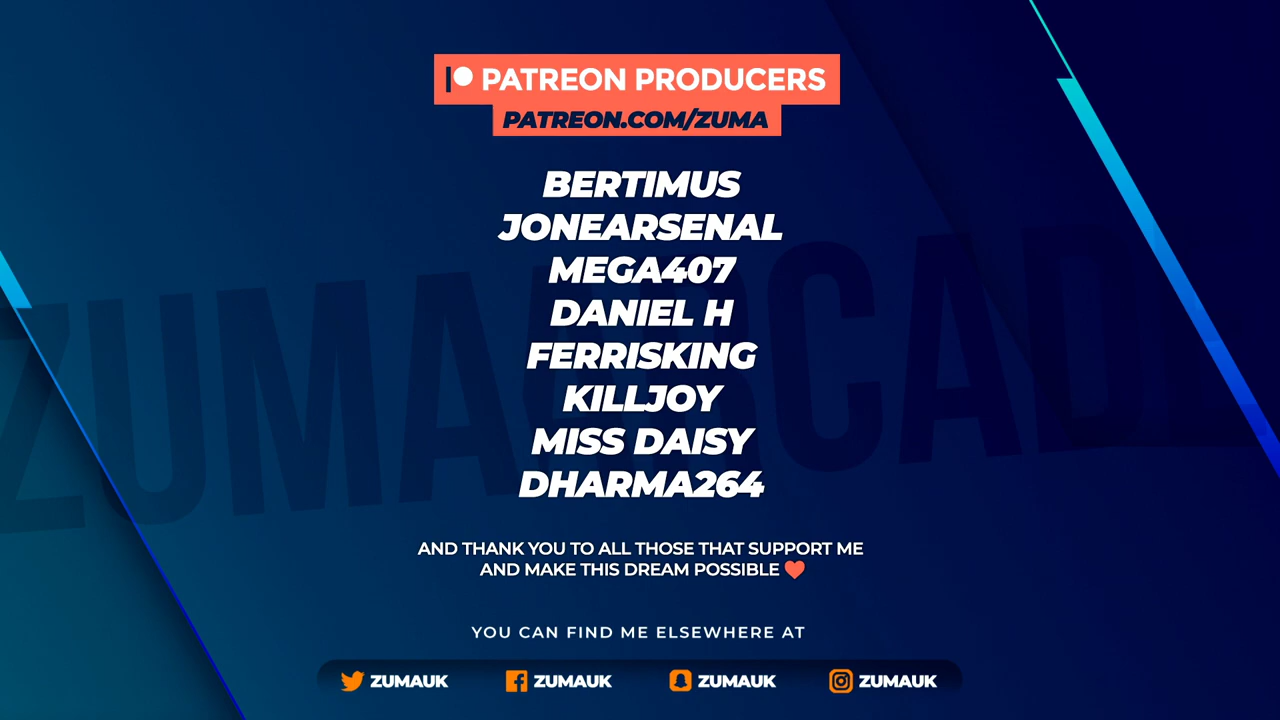 PATREON PRODUCERS
PATREON.COM/ZUMA
BERTIMUS
JONEARSENAL
MEGA407
DANIEL H
FERRISKING
KILLJOY
MISS DAISY
DHARMA264
AND THANK YOU TO ALL THOSE THAT SUPPORT ME
AND MAKE THIS DREAM POSSIBLE ❤
YOU CAN FIND ME ELSEWHERE AT
ZUMAUK ZUMAUK ZUMAUK ZUMAUK
ZUMAARCAD